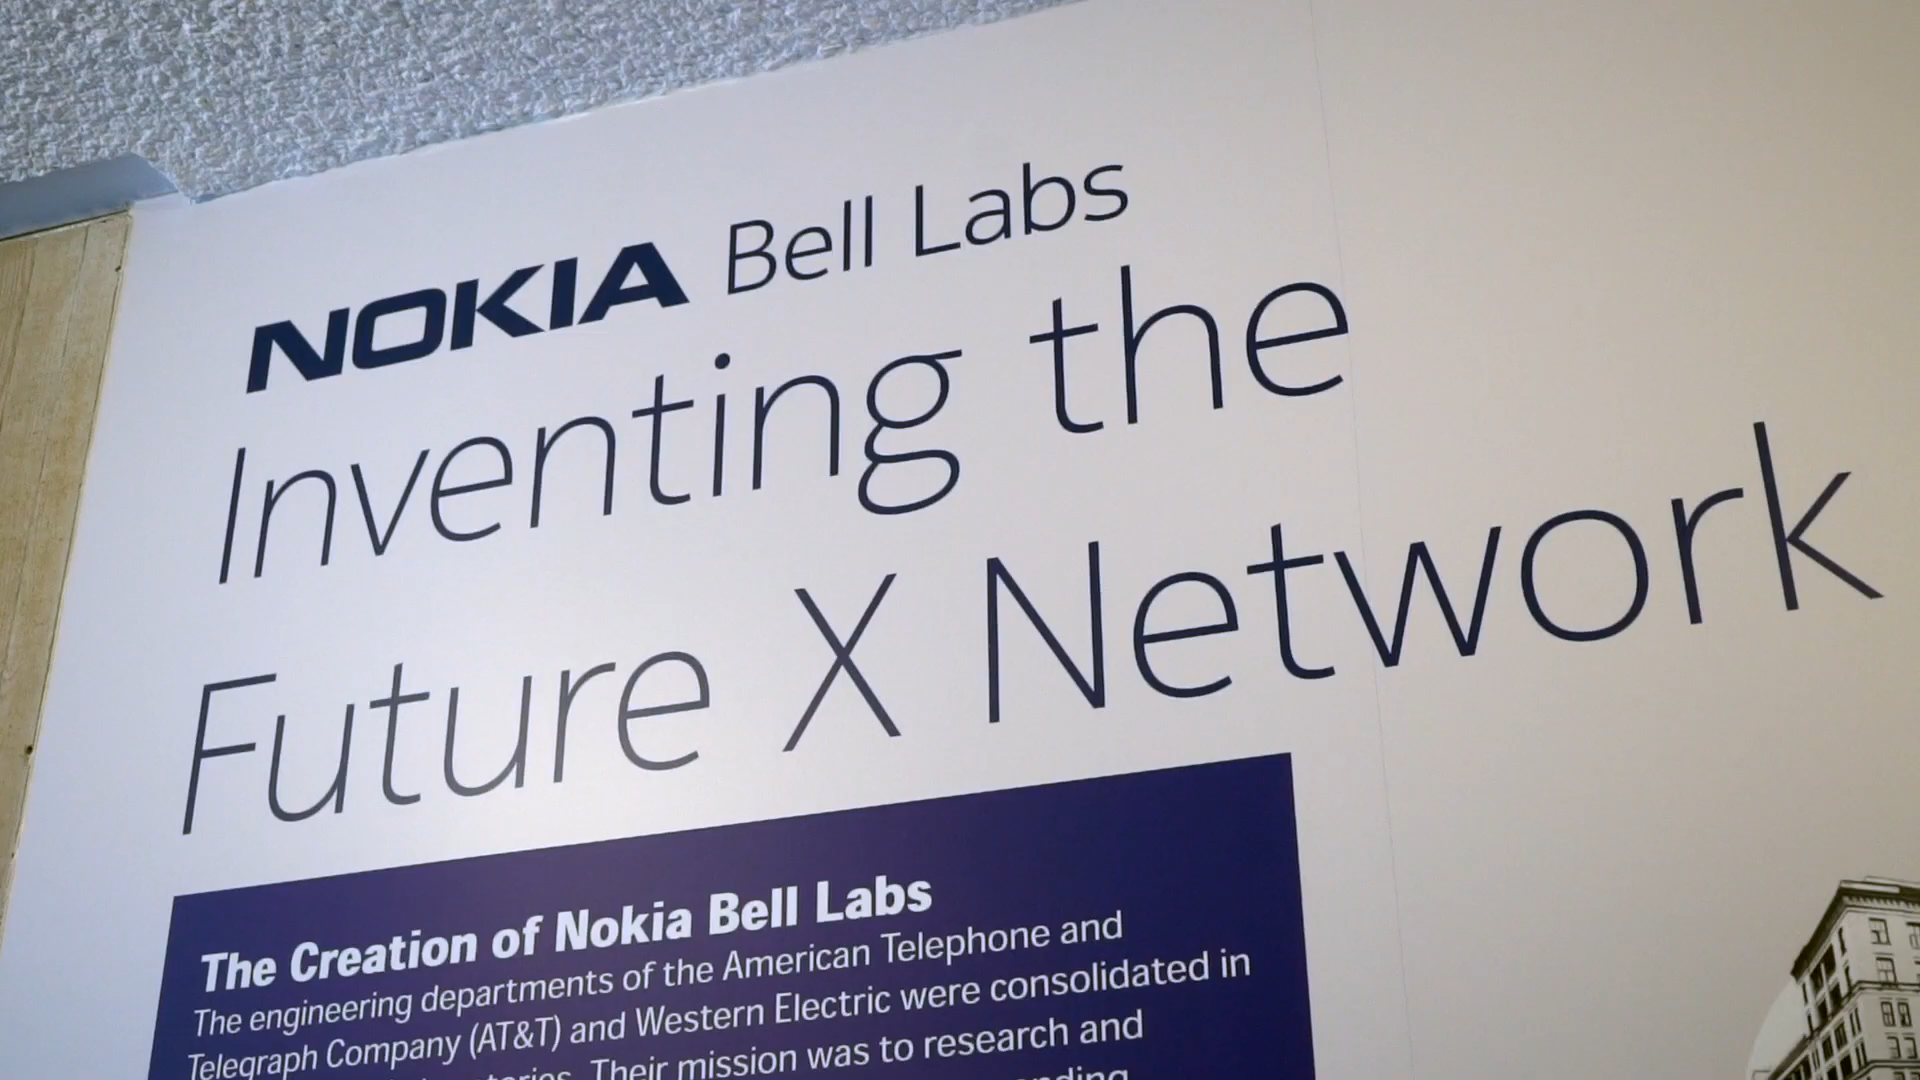 NOKIA Bell Labs
Inventing the
Future X Network
The Creation of Nokia Bell Labs
The engineering departments of the American Telephone and
Telegraph Company (AT&T) and Western Electric were consolidated in
Their mission was to research and